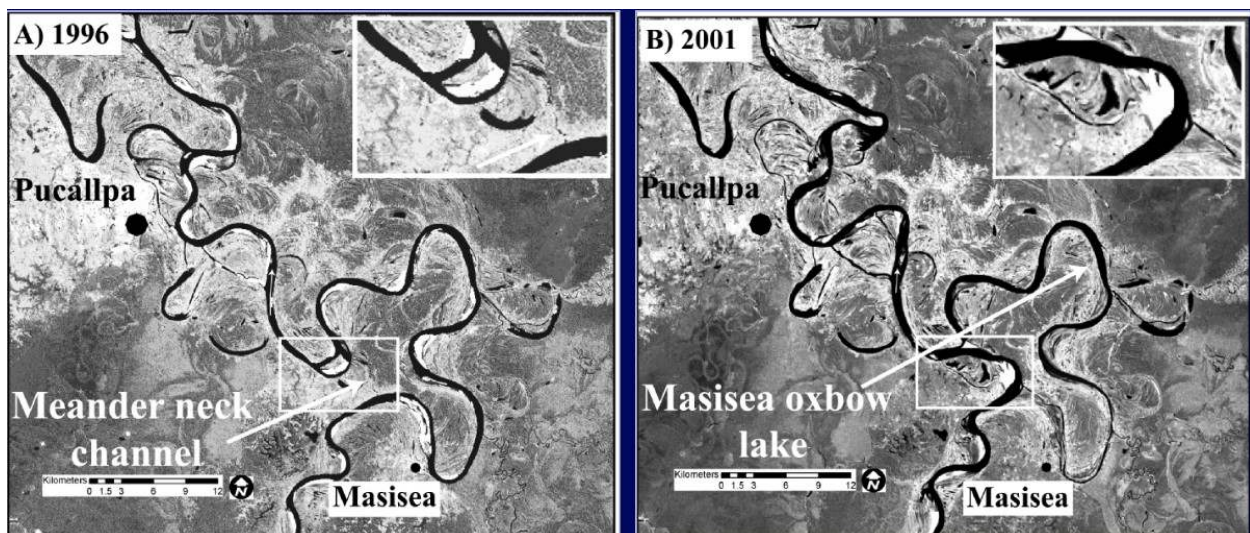 A) 1996
Pucallpa
Meander neck
channel
Kilometers
0 1.5 3 6 9 12
N
Masisea
B) 2001
Pucallpa
Masisea oxbow
lake
Kilometers
0 1.5 3 6 9 12
N
Masisea